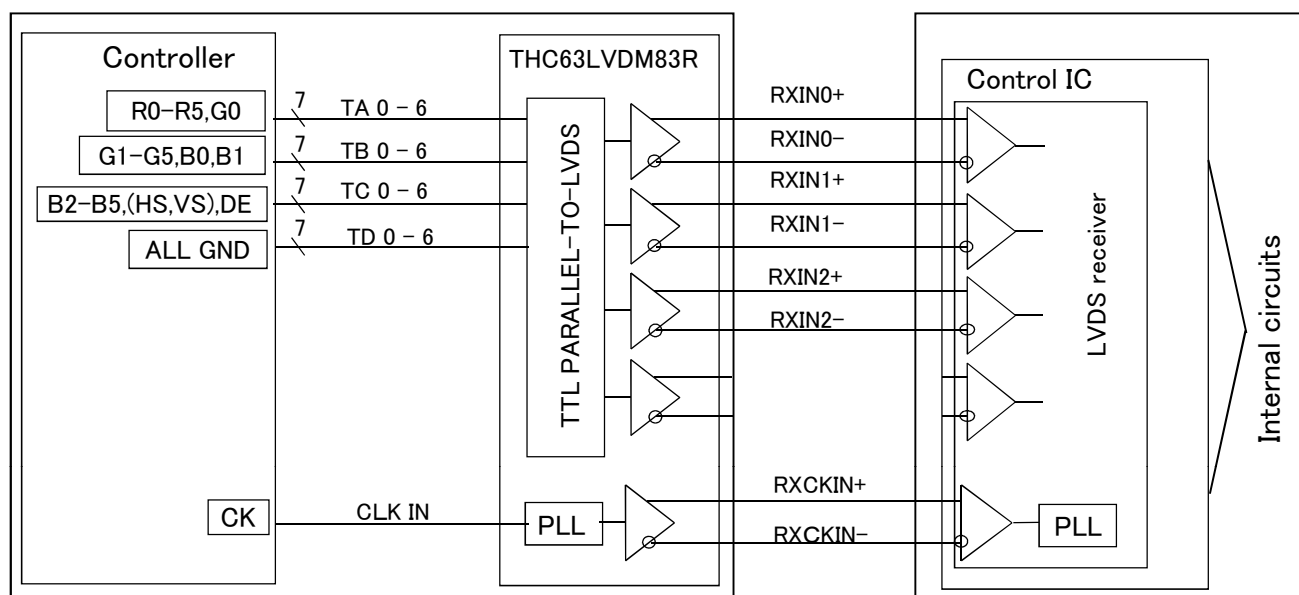 Controller
R0-R5,G0
G1-G5,B0,B1
B2-B5,(HS,VS),DE
ALL GND
CK
7
TA 0 - 6
7
TB 0 - 6
7
TC 0 - 6
7
TD 0 - 6
CLK IN
THC63LVDM83R
TTL PARALLEL-TO-LVDS
PLL
RXIN0+
RXIN0-
RXIN1+
RXIN1-
RXIN2+
RXIN2-
RXCKIN+
RXCKIN-
Control IC
LVDS receiver
PLL
Internal circuits